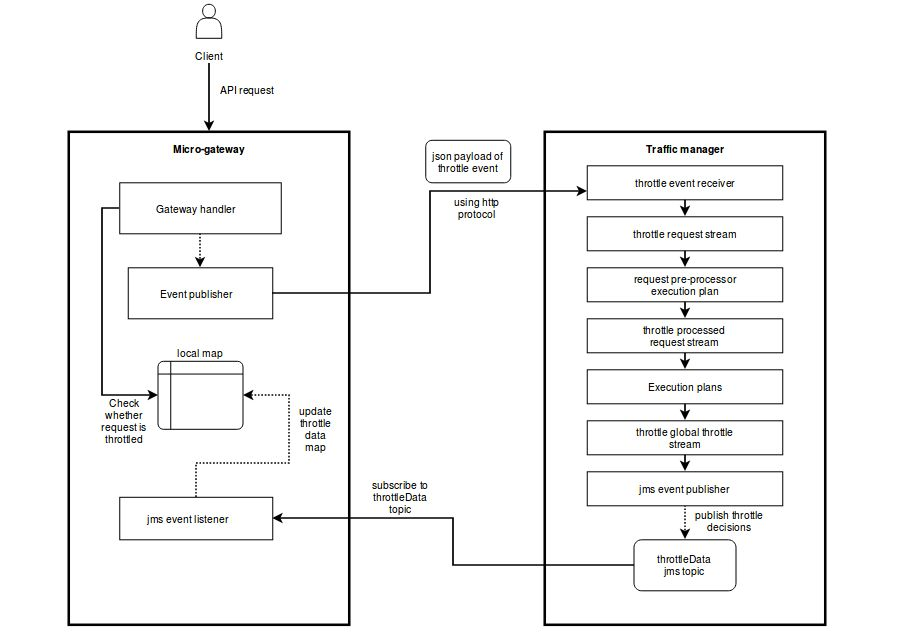 Client
API request
Micro-gateway
Gateway handler
Event publisher
local map
Check
whether
request is
throttled
update
throttle
data
map
jms event listener
json payload of
throttle event
using http
protocol
subscribe to
throttleData
topic
Traffic manager
throttle event receiver
throttle request stream
request pre-processor
execution plan
throttle processed
request stream
Execution plans
throttle global throttle
stream
jms event publisher
publish throttle
decisions
throttleData
jms topic